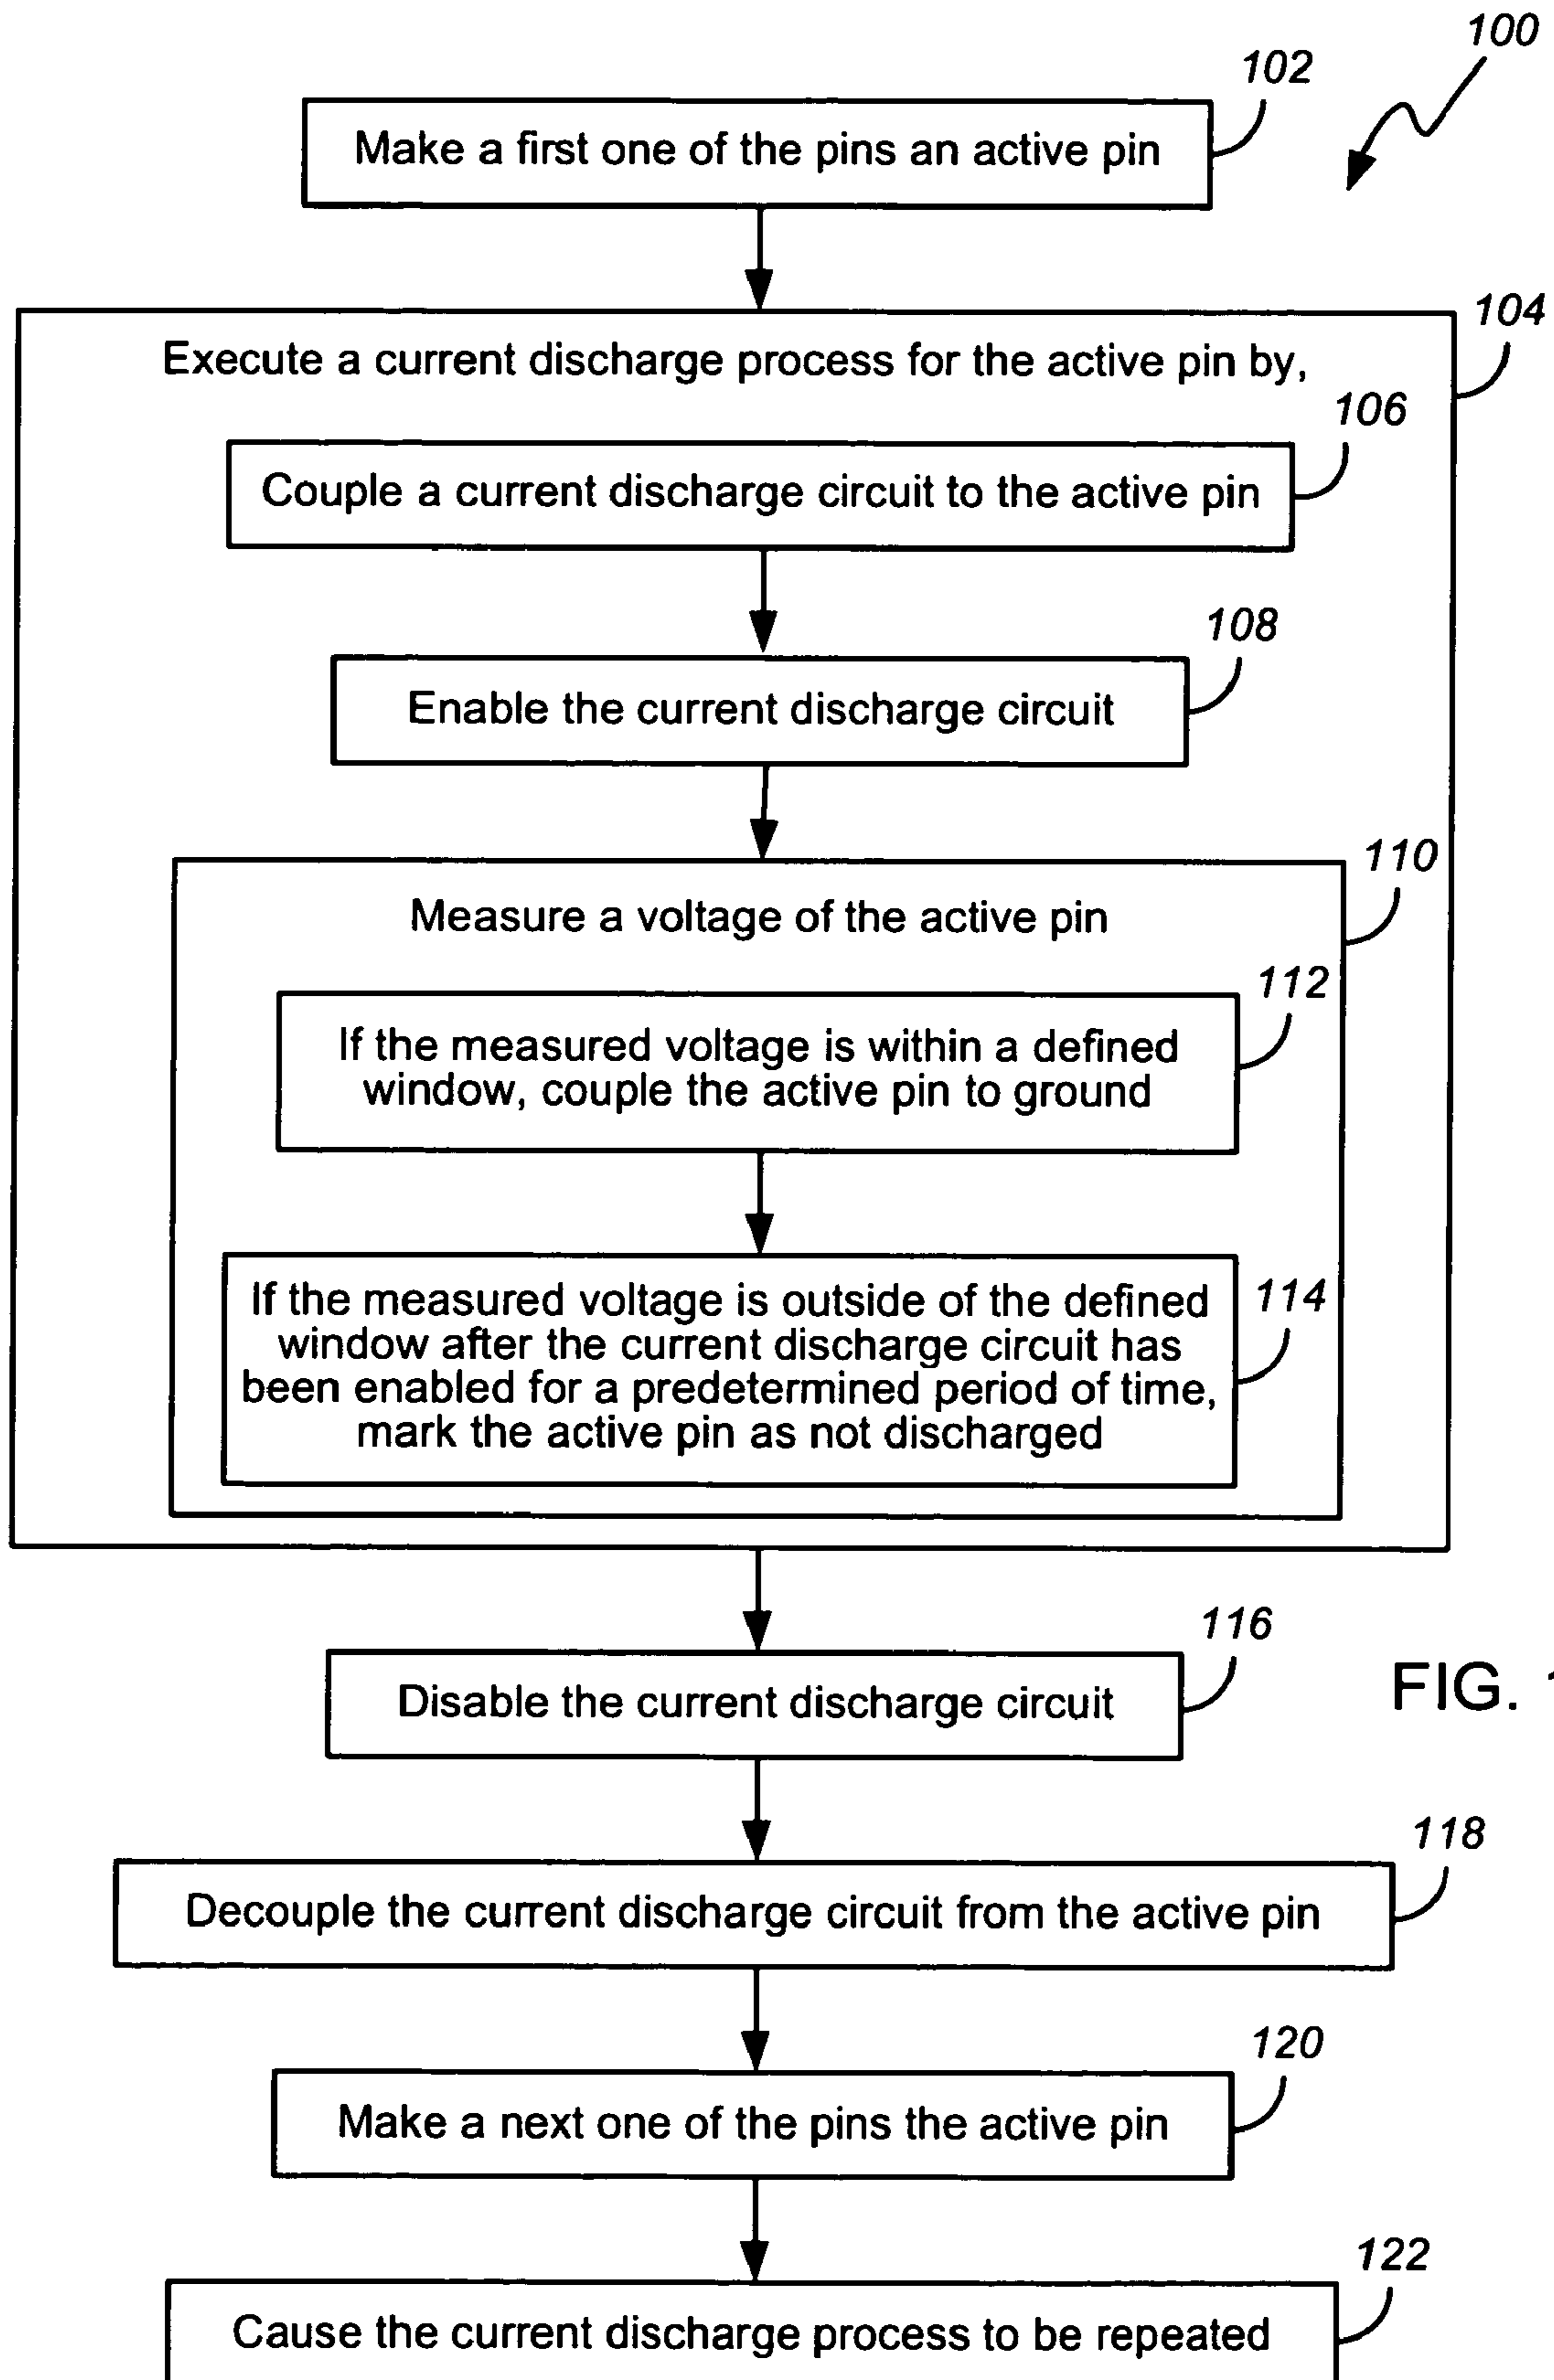 100
102
Make a first one of the pins an active pin
104
Execute a current discharge process for the active pin by,
106
Couple a current discharge circuit to the active pin
108
Enable the current discharge circuit
110
Measure a voltage of the active pin
112
If the measured voltage is within a defined
window, couple the active pin to ground
114
If the measured voltage is outside of the defined
window after the current discharge circuit has
been enabled for a predetermined period of time,
mark the active pin as not discharged
116
Disable the current discharge circuit
FIG.
118
Decouple the current discharge circuit from the active pin
120
Make a next one of the pins the active pin
122
Cause the current discharge process to be repeated